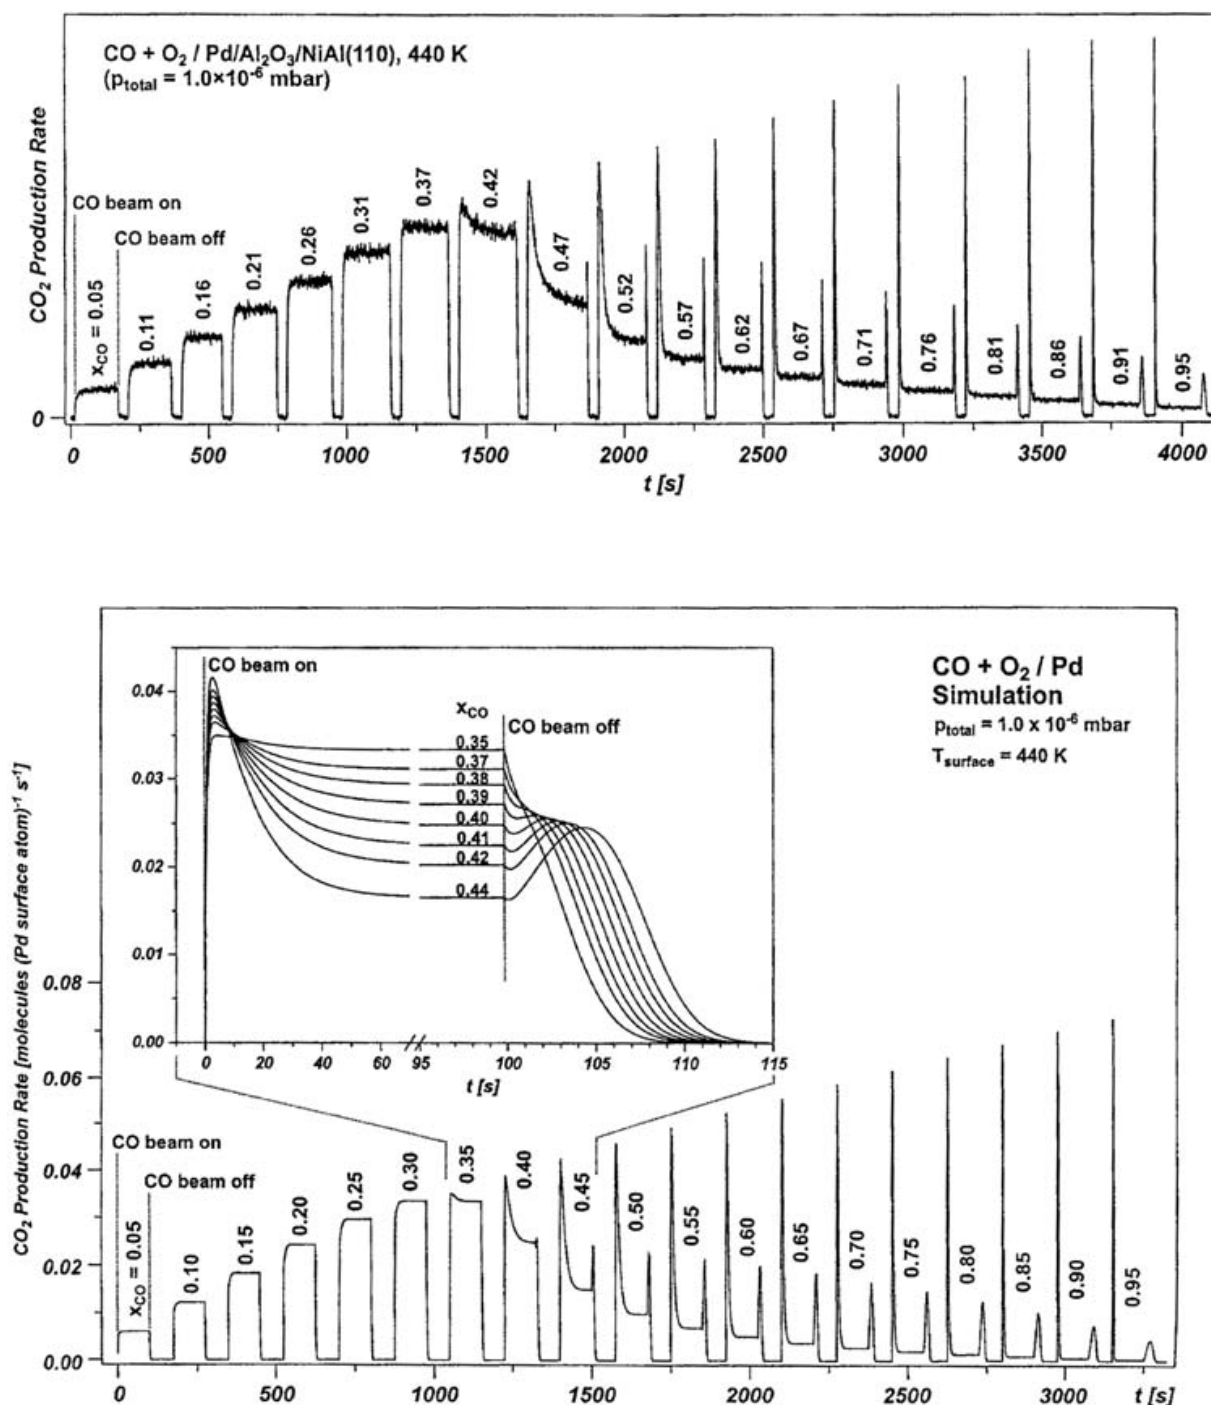 CO + O₂ / Pd/Al₂O₃/NiAl(110), 440 K
(p_total = 1.0×10⁻⁶ mbar)
CO₂ Production Rate
CO beam on
CO beam off
x_CO = 0.05
0.11
0.16
0.21
0.26
0.31
0.37
0.42
0.47
0.52
0.57
0.62
0.67
0.71
0.76
0.81
0.86
0.91
0.95
0
0 500 1000 1500 2000 2500 3000 3500 4000
t [s]
CO + O₂ / Pd
Simulation
p_total = 1.0 x 10⁻⁶ mbar
T_surface = 440 K
CO beam on
x_CO
CO beam off
0.35
0.37
0.38
0.39
0.40
0.41
0.42
0.44
0.04
0.03
0.02
0.01
0.00
0 20 40 60 95 100 105 110 115
t [s]
CO₂ Production Rate [molecules (Pd surface atom)⁻¹ s⁻¹]
0.08
0.06
0.04
0.02
0.00
CO beam on
CO beam off
x_CO = 0.05
0.10
0.15
0.20
0.25
0.30
0.35
0.40
0.45
0.50
0.55
0.60
0.65
0.70
0.75
0.80
0.85
0.90
0.95
0 500 1000 1500 2000 2500 3000 t [s]